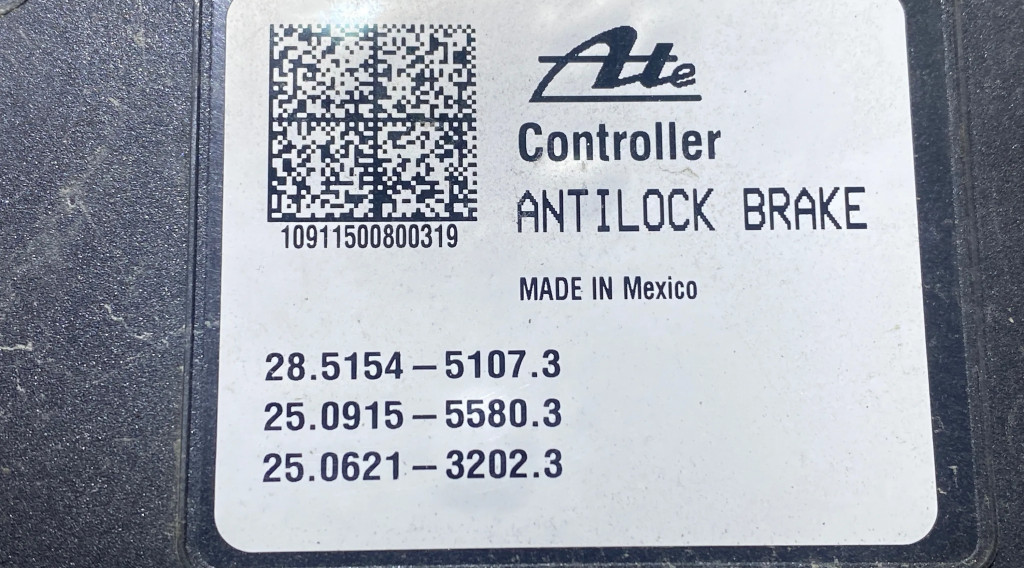 Ate
Controller
ANTILOCK BRAKE
10911500800319
MADE IN Mexico
28.5154–5107.3
25.0915–5580.3
25.0621–3202.3